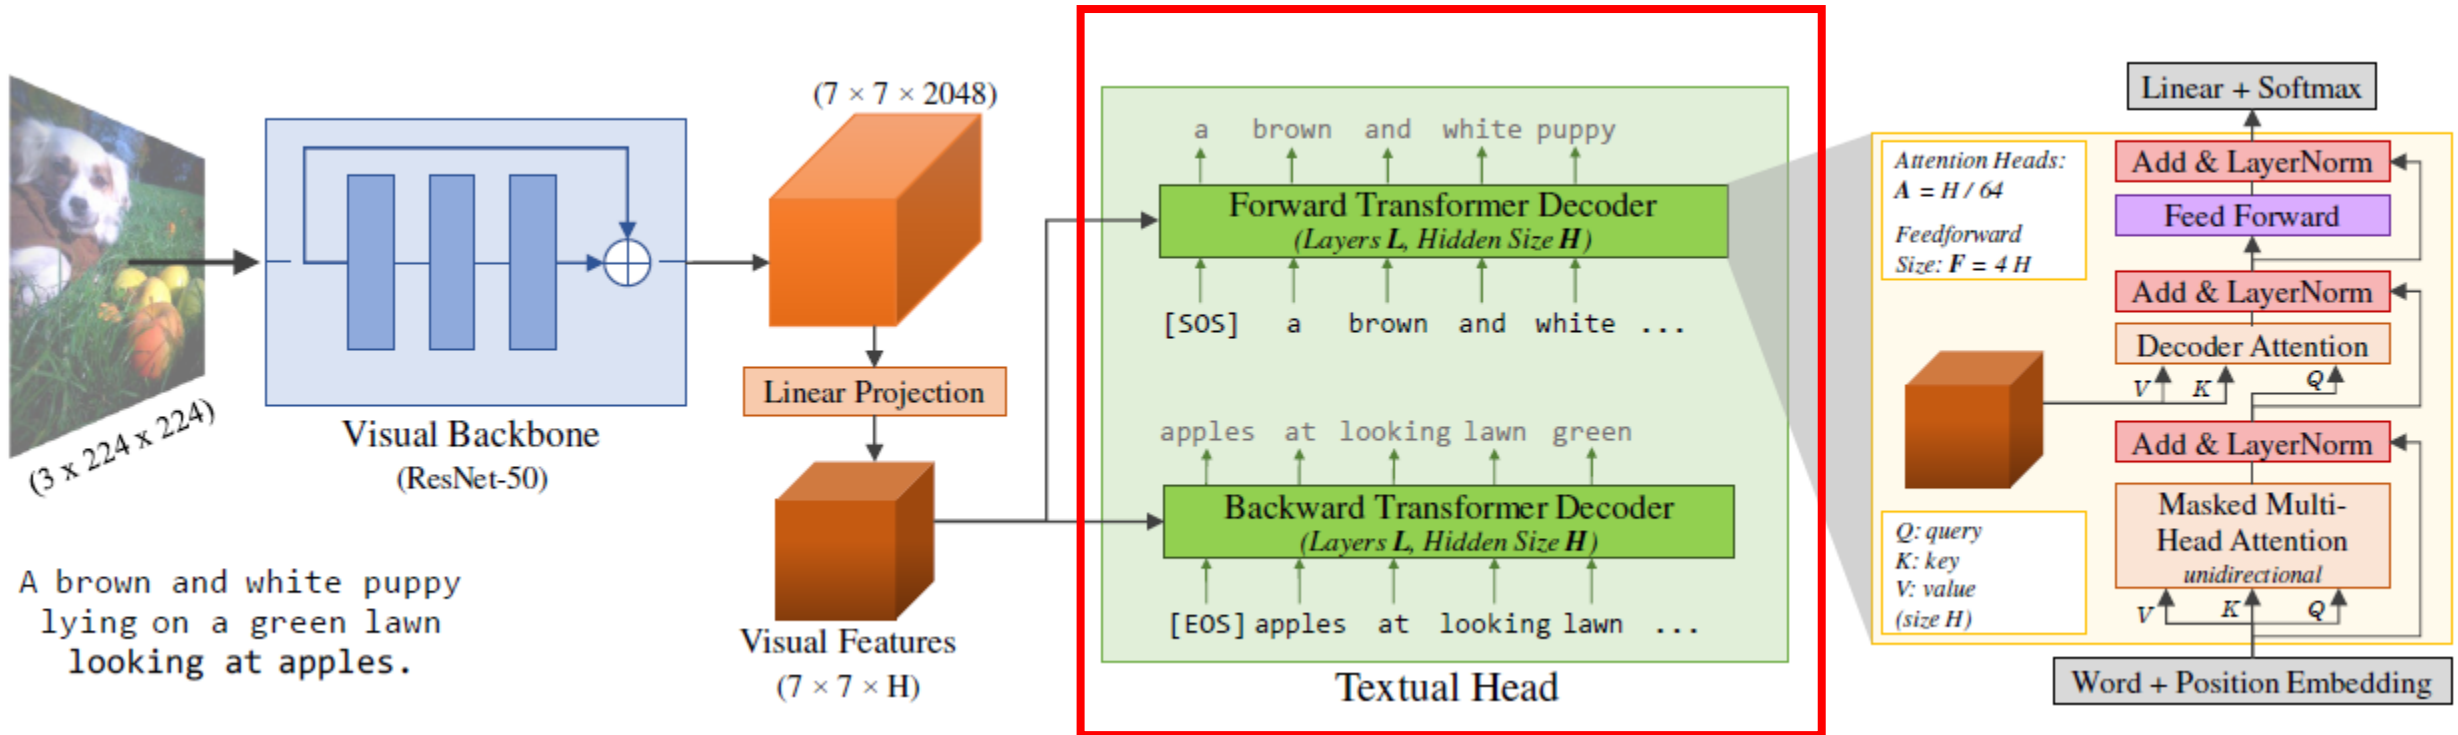 (3 x 224 x 224)
A brown and white puppy
lying on a green lawn
looking at apples.
Visual Backbone
(ResNet-50)
(7 × 7 × 2048)
Linear Projection
Visual Features
(7 × 7 × H)
a brown and white puppy
Forward Transformer Decoder
(Layers L, Hidden Size H)
[SOS] a brown and white ...
apples at looking lawn green
Backward Transformer Decoder
(Layers L, Hidden Size H)
[EOS] apples at looking lawn ...
Textual Head
Attention Heads:
A = H / 64
Feedforward
Size: F = 4 H
Q: query
K: key
V: value
(size H)
Linear + Softmax
Add & LayerNorm
Feed Forward
Add & LayerNorm
Decoder Attention
V K Q
Add & LayerNorm
Masked Multi-
Head Attention
unidirectional
V K Q
Word + Position Embedding